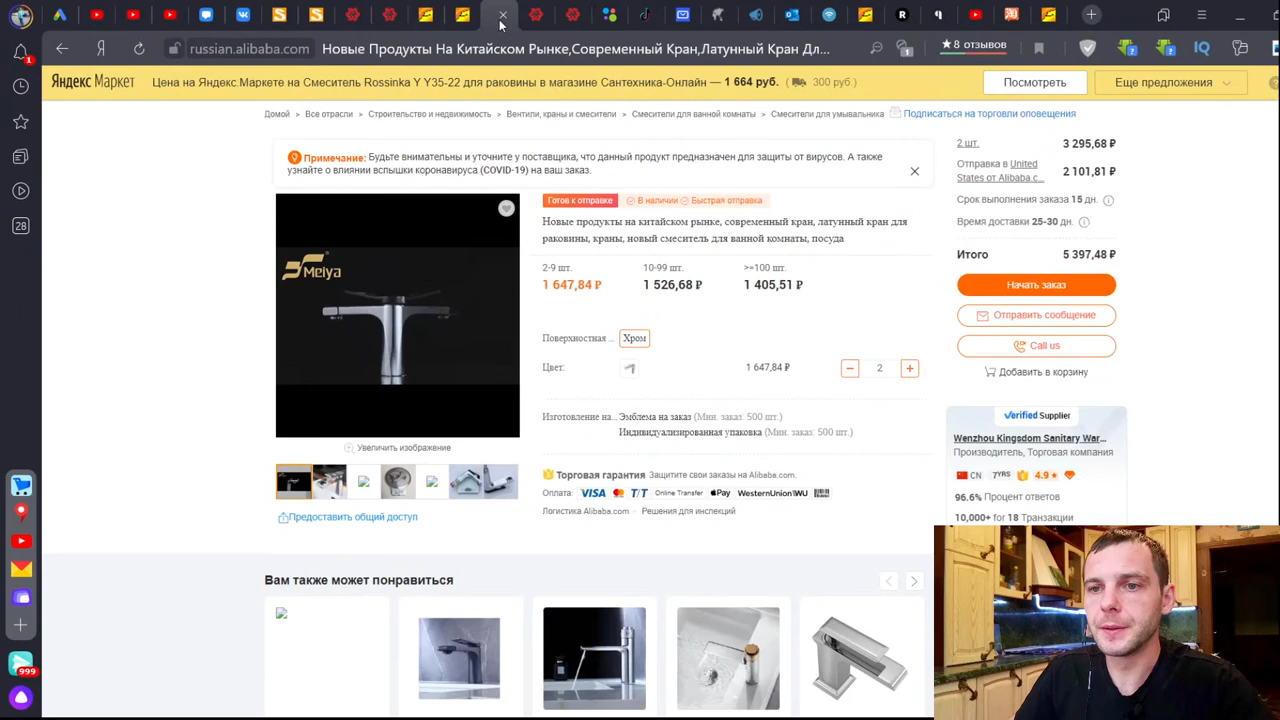 russian.alibaba.com
Новые Продукты На Китайском Рынке,Современный Кран,Латунный Кран Дл...
8 отзывов
Яндекс Маркет
Цена на Яндекс.Маркете на Смеситель Rossinka Y Y35-22 для раковины в магазине Сантехника-Онлайн — 1 664 руб. ( 300 руб.)
Посмотреть
Еще предложения
Домой > Все отрасли > Строительство и недвижимость > Вентили, краны и смесители > Смесители для ванной комнаты > Смесители для умывальника
Подписаться на торговли оповещения
Примечание: Будьте внимательны и уточните у поставщика, что данный продукт предназначен для защиты от вирусов. А также
узнайте о влиянии вспышки коронавируса (COVID-19) на ваш заказ.
Meiya
Увеличить изображение
Предоставить общий доступ
Готов к отправке
В наличии
Быстрая отправка
Новые продукты на китайском рынке, современный кран, латунный кран для
раковины, краны, новый смеситель для ванной комнаты, посуда
2-9 шт. 10-99 шт. >=100 шт.
1 647,84 ₽ 1 526,68 ₽ 1 405,51 ₽
Поверхностная ... Хром
Цвет: 1 647,84 ₽ − 2 +
Изготовление на... Эмблема на заказ (Мин. заказ: 500 шт.)
Индивидуализированная упаковка (Мин. заказ: 500 шт.)
Торговая гарантия Защитите свои заказы на Alibaba.com.
Оплата: VISA T/T Online Transfer Pay WesternUnion WU
Логистика Alibaba.com · Решения для инспекций
2 шт. 3 295,68 ₽
Отправка в United
States от Alibaba.c... 2 101,81 ₽
Срок выполнения заказа 15 дн.
Время доставки 25-30 дн.
Итого 5 397,48 ₽
Начать заказ
Отправить сообщение
Call us
Добавить в корзину
Verified Supplier
Wenzhou Kingdom Sanitary War...
Производитель, Торговая компания
CN 7YRS 4.9
96.6% Процент ответов
10,000+ for 18 Транзакции
Вам также может понравиться
1
28
999